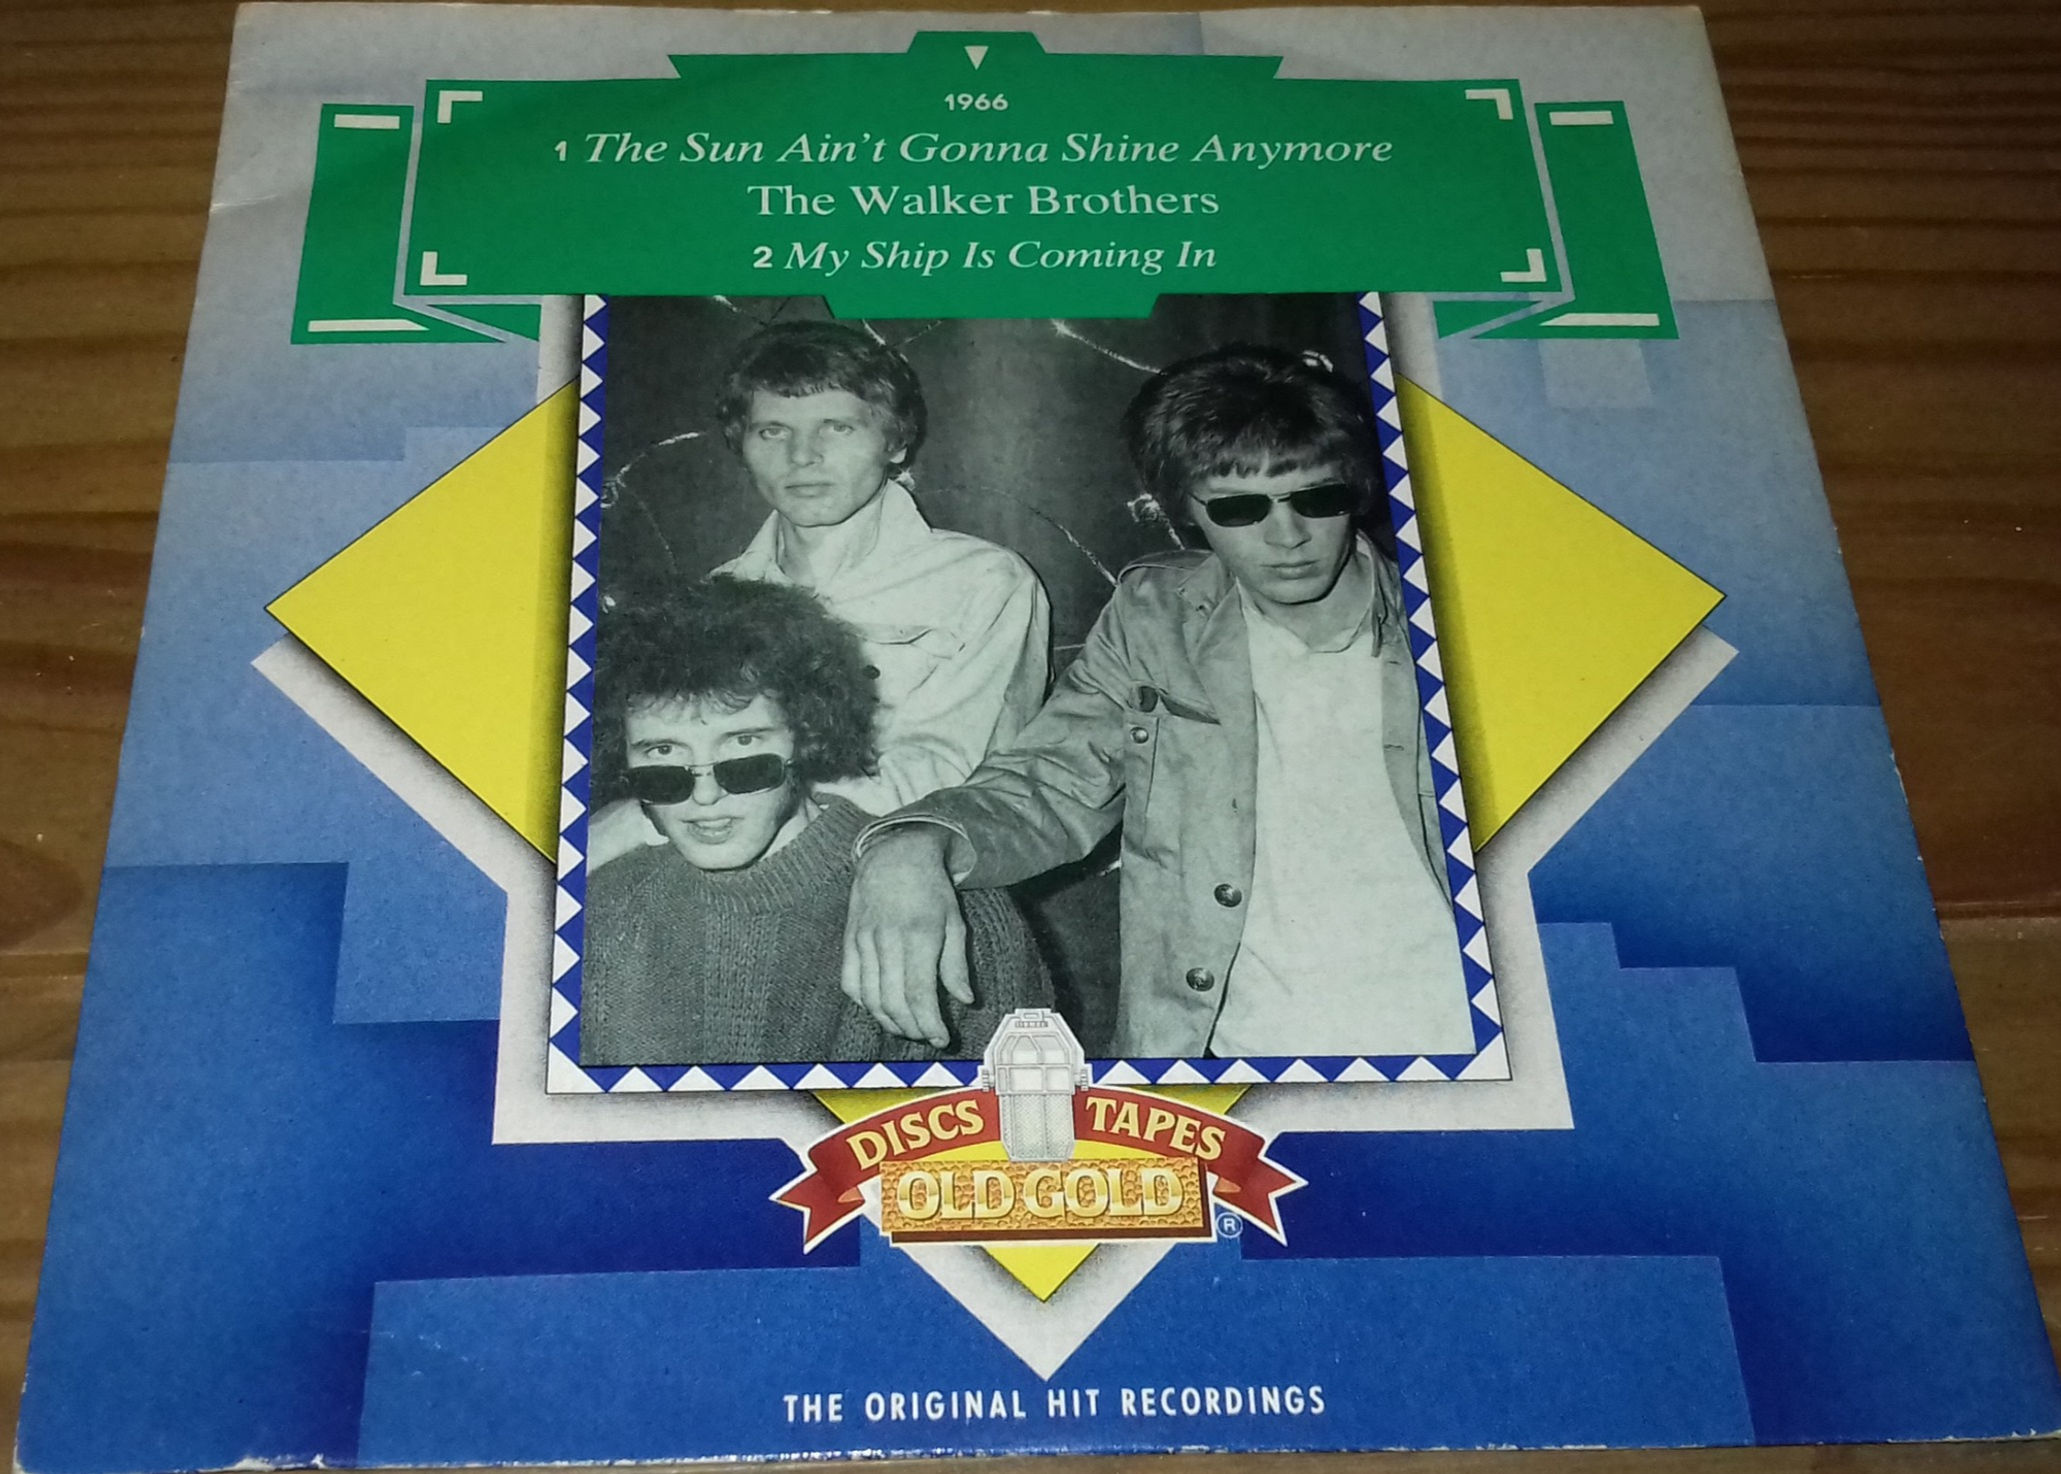 1966
1 The Sun Ain't Gonna Shine Anymore
The Walker Brothers
2 My Ship Is Coming In
DISCS TAPES
OLD GOLD ®
THE ORIGINAL HIT RECORDINGS